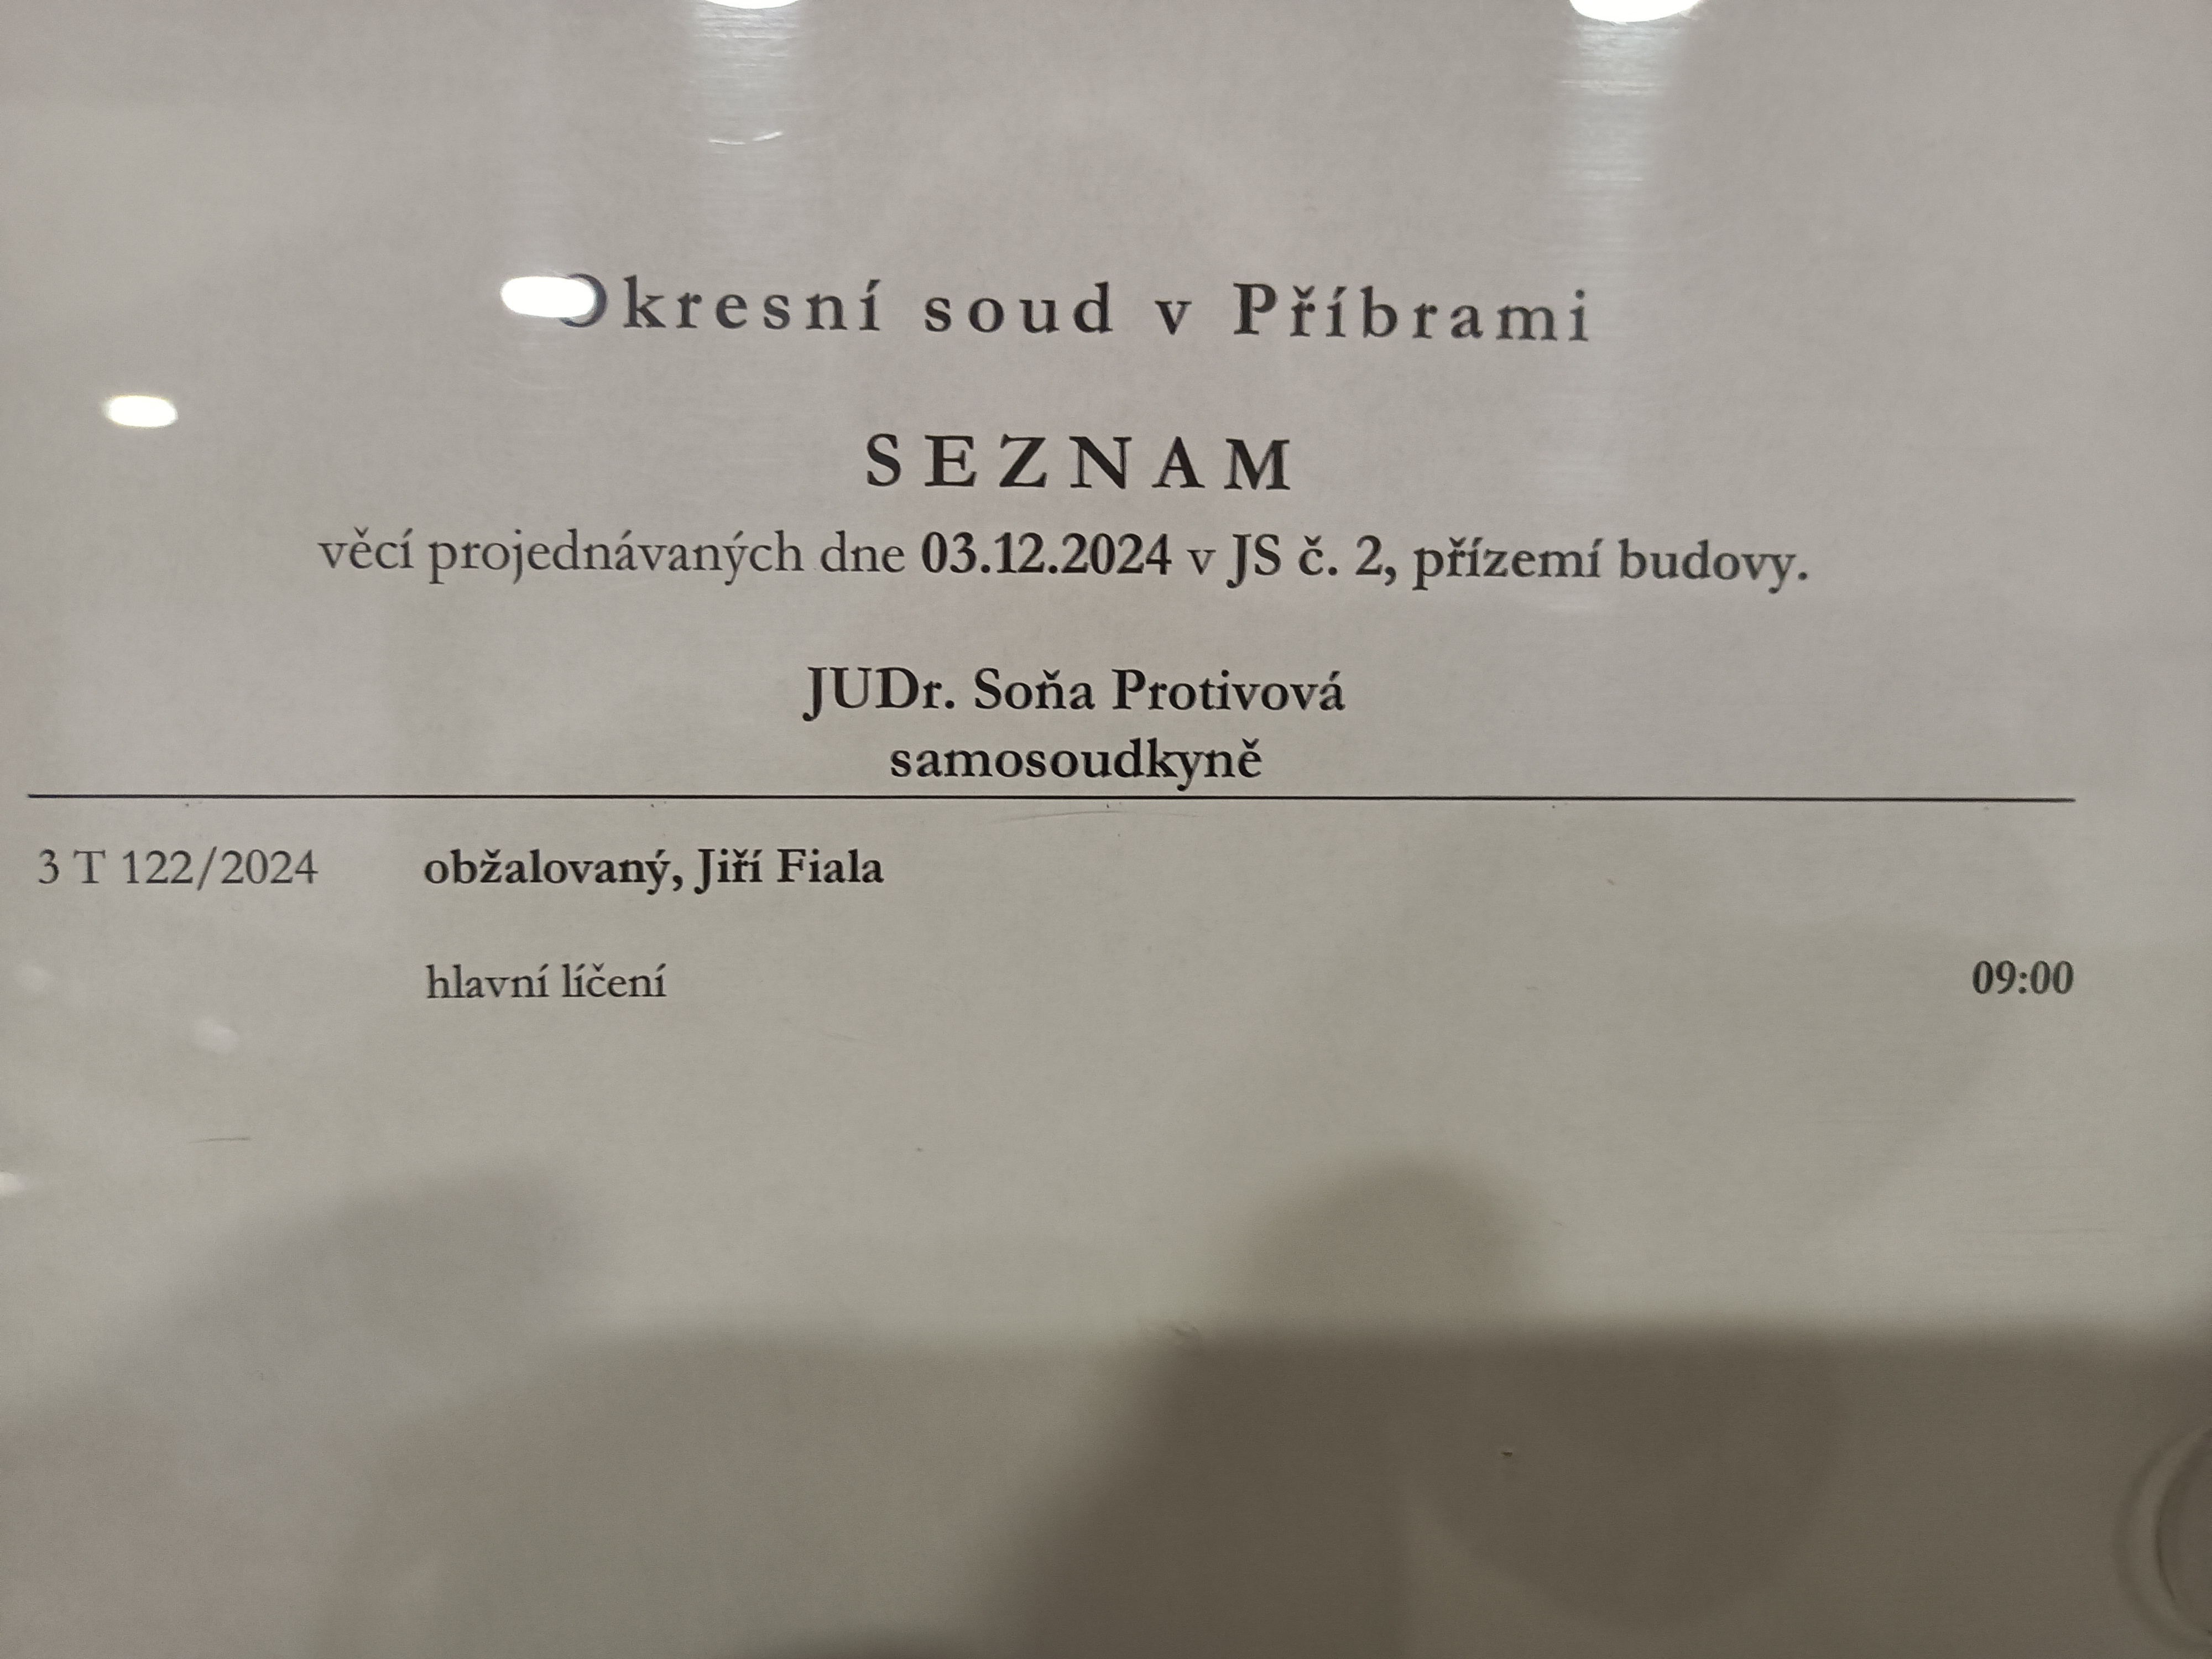 Okresní soud v Příbrami
SEZNAM
věcí projednávaných dne 03.12.2024 v JS č. 2, přízemí budovy.
JUDr. Soňa Protivová
samosoudkyně
3 T 122/2024 obžalovaný, Jiří Fiala
hlavní líčení 09:00